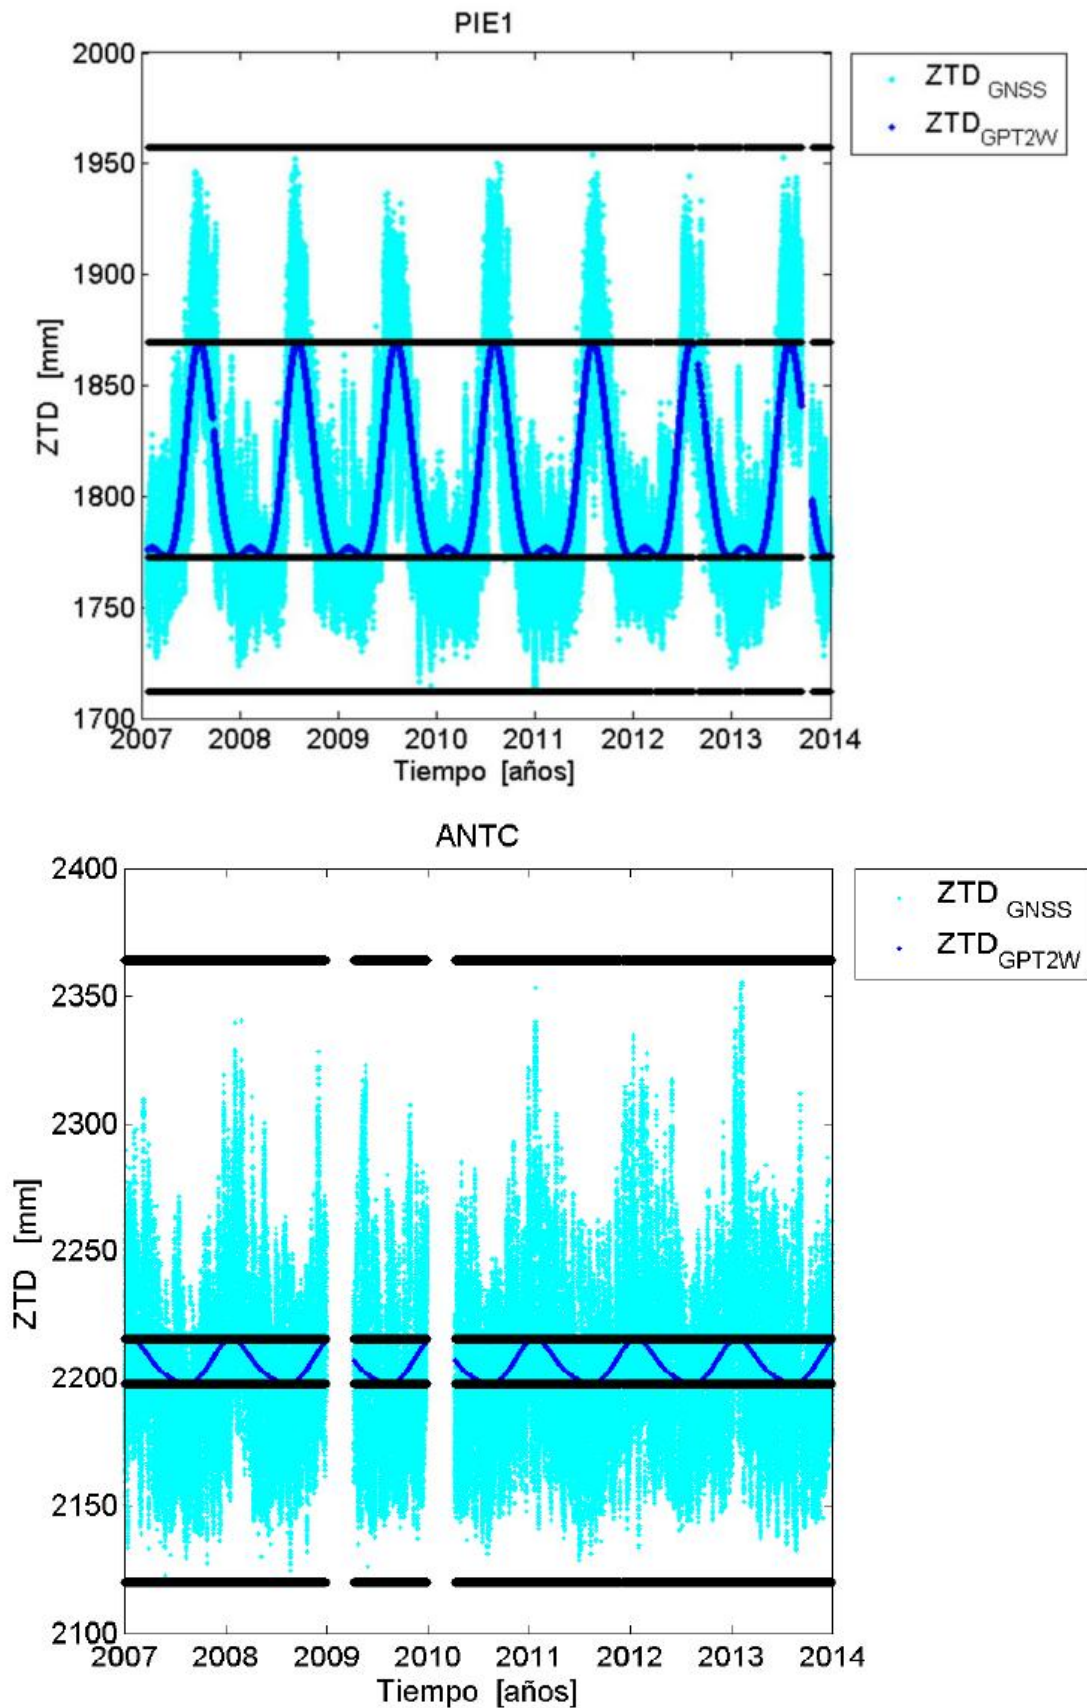 PIE1
2000
1950
1900
1850
1800
1750
1700
ZTD [mm]
2007 2008 2009 2010 2011 2012 2013 2014
Tiempo [años]
ZTD GNSS
ZTD GPT2W
ANTC
2400
2350
2300
2250
2200
2150
2100
ZTD [mm]
2007 2008 2009 2010 2011 2012 2013 2014
Tiempo [años]
ZTD GNSS
ZTD GPT2W